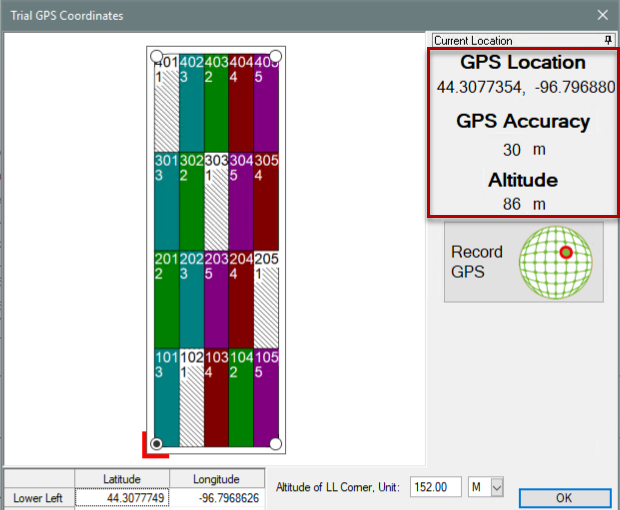 Trial GPS Coordinates
Current Location
GPS Location
44.3077354, -96.796880
GPS Accuracy
30 m
Altitude
86 m
Record
GPS
401 402 403 404 405
1 3 2 4 5
301 302 303 304 305
3 2 1 5 4
201 202 203 204 205
2 3 5 4 1
101 102 103 104 105
3 1 4 2 5
Latitude Longitude
Lower Left 44.3077749 -96.7968626
Altitude of LL Corner, Unit: 152.00 M
OK